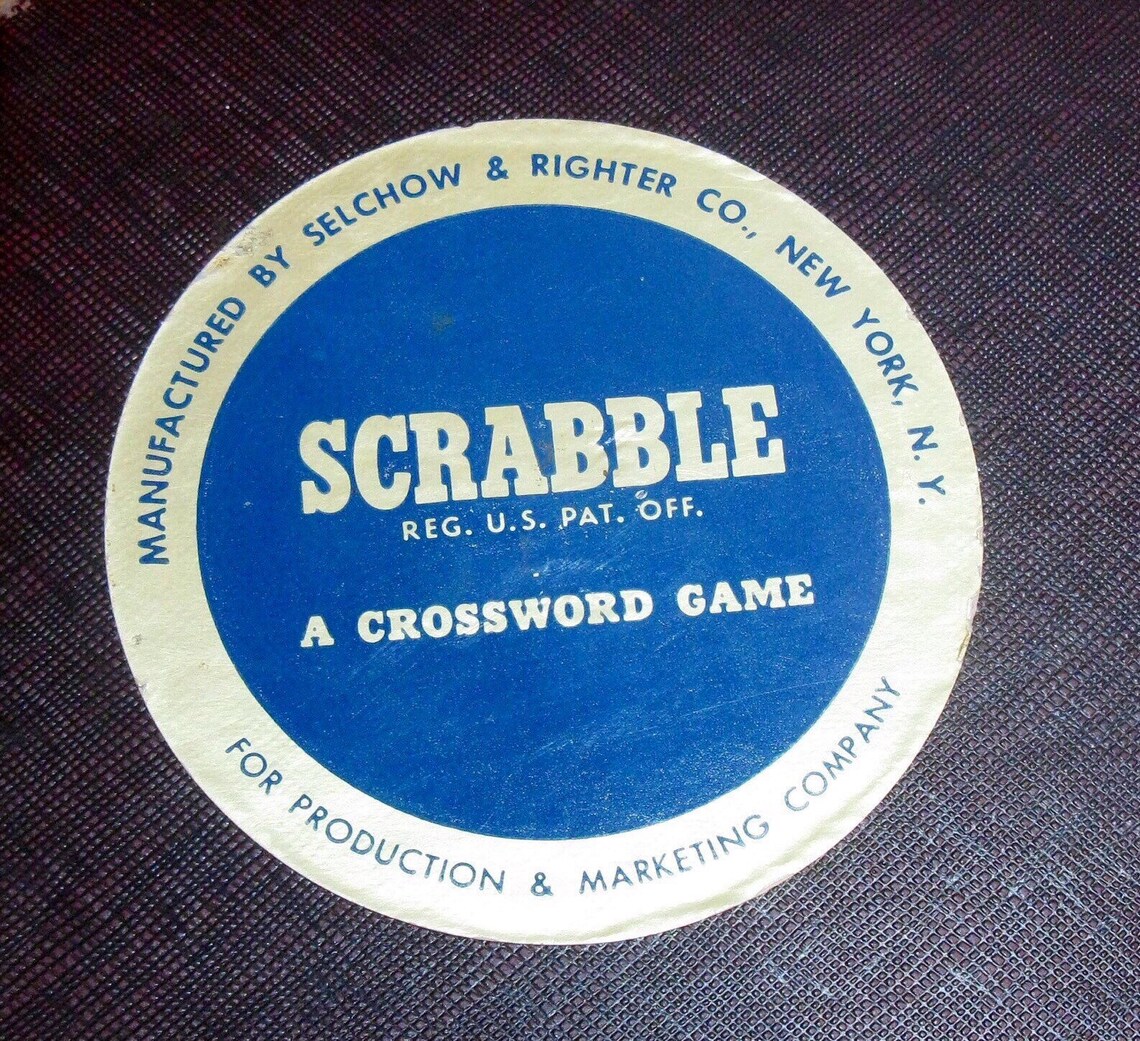 MANUFACTURED BY SELCHOW & RIGHTER CO., NEW YORK, N. Y.
SCRABBLE
REG. U.S. PAT. OFF.
A CROSSWORD GAME
FOR PRODUCTION & MARKETING COMPANY